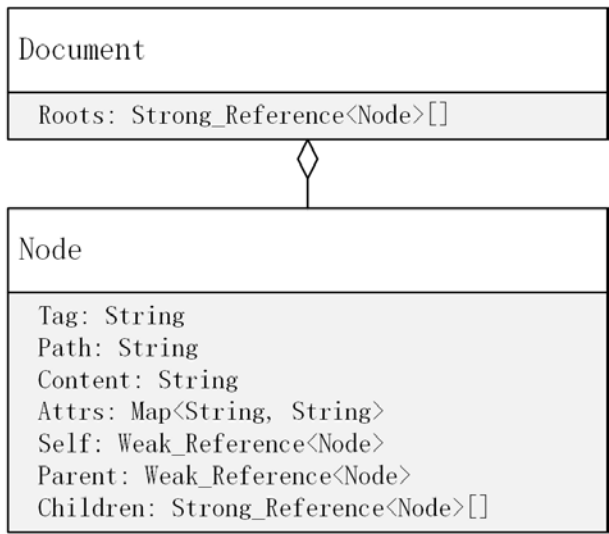 Document
Roots: Strong_Reference<Node>[]
Node
Tag: String
Path: String
Content: String
Attrs: Map<String, String>
Self: Weak_Reference<Node>
Parent: Weak_Reference<Node>
Children: Strong_Reference<Node>[]